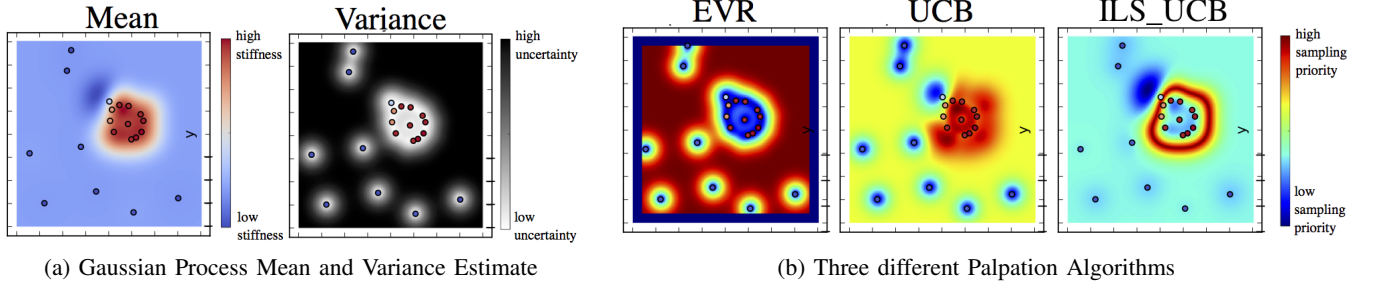 Mean
Variance
high
stiffness
low
stiffness
high
uncertainty
low
uncertainty
y
EVR
UCB
ILS_UCB
y
y
high
sampling
priority
low
sampling
priority
(a) Gaussian Process Mean and Variance Estimate
(b) Three different Palpation Algorithms